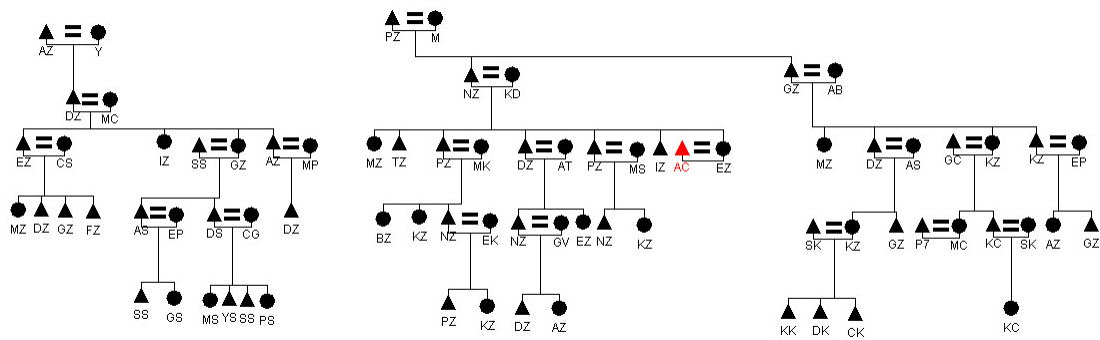 PZ M
AZ Y
NZ KD GZ AB
DZ MC
EZ CS IZ SS GZ AZ MP MZ TZ PZ MK DZ AT PZ MS IZ AC EZ MZ DZ AS GC KZ KZ EP
MZ DZ GZ FZ AS EP DS CG DZ BZ KZ NZ EK NZ GV EZ NZ KZ SK KZ GZ P7 MC KC SK AZ GZ
SS GS MS YS SS PS PZ KZ DZ AZ KK DK CK KC